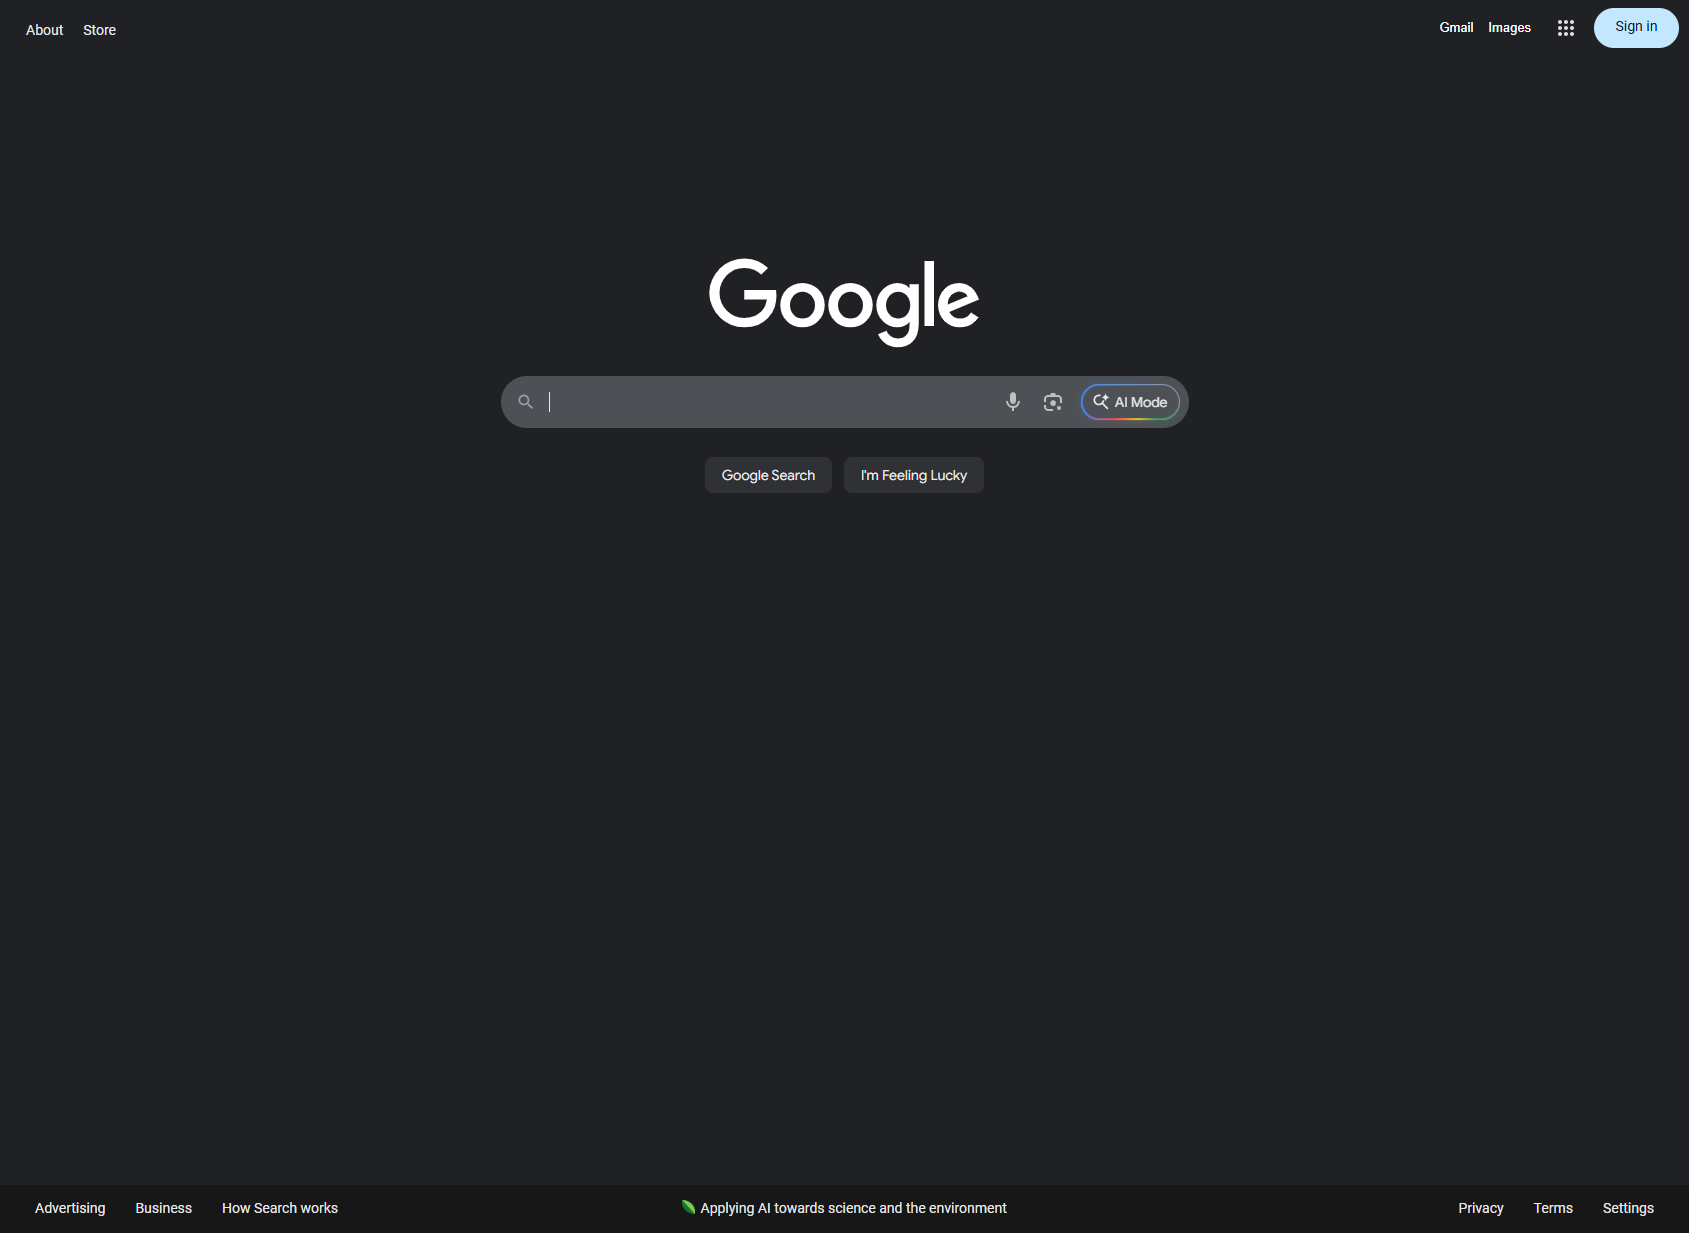 About Store
Gmail Images Sign in
Google
AI Mode
Google Search I'm Feeling Lucky
Advertising Business How Search works
Applying AI towards science and the environment
Privacy Terms Settings